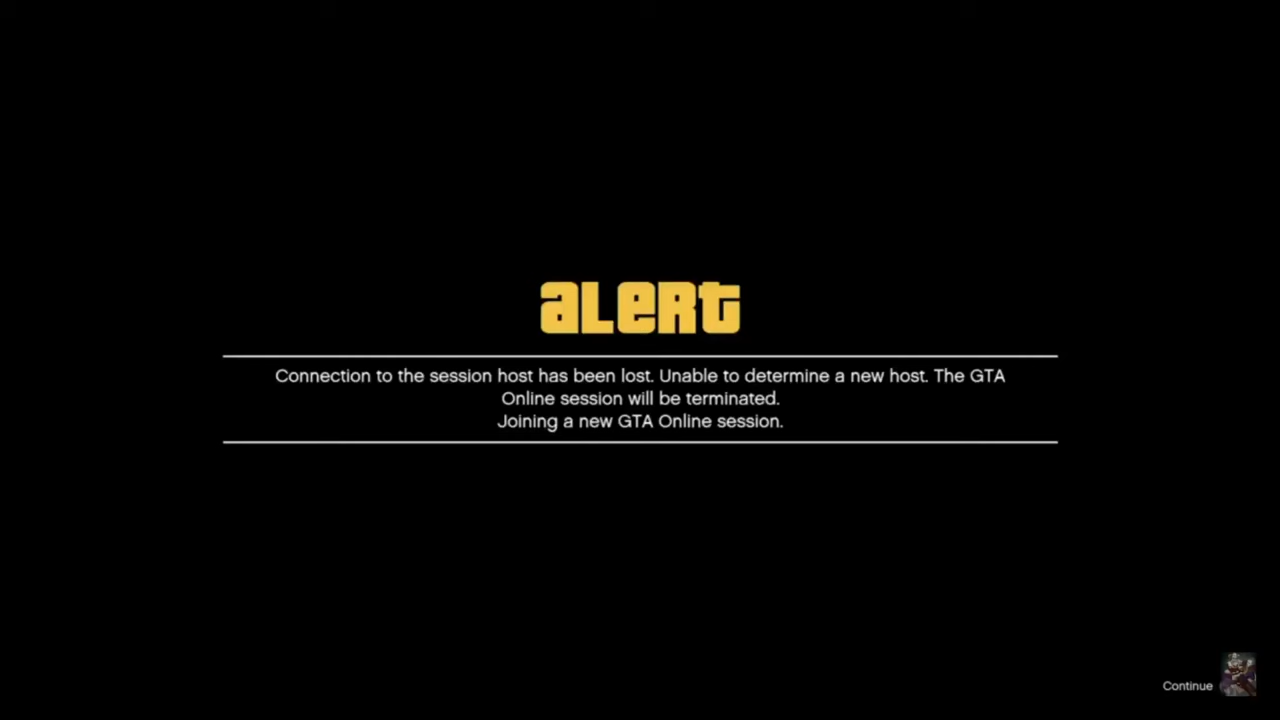 aLeRt
Connection to the session host has been lost. Unable to determine a new host. The GTA
Online session will be terminated.
Joining a new GTA Online session.
Continue